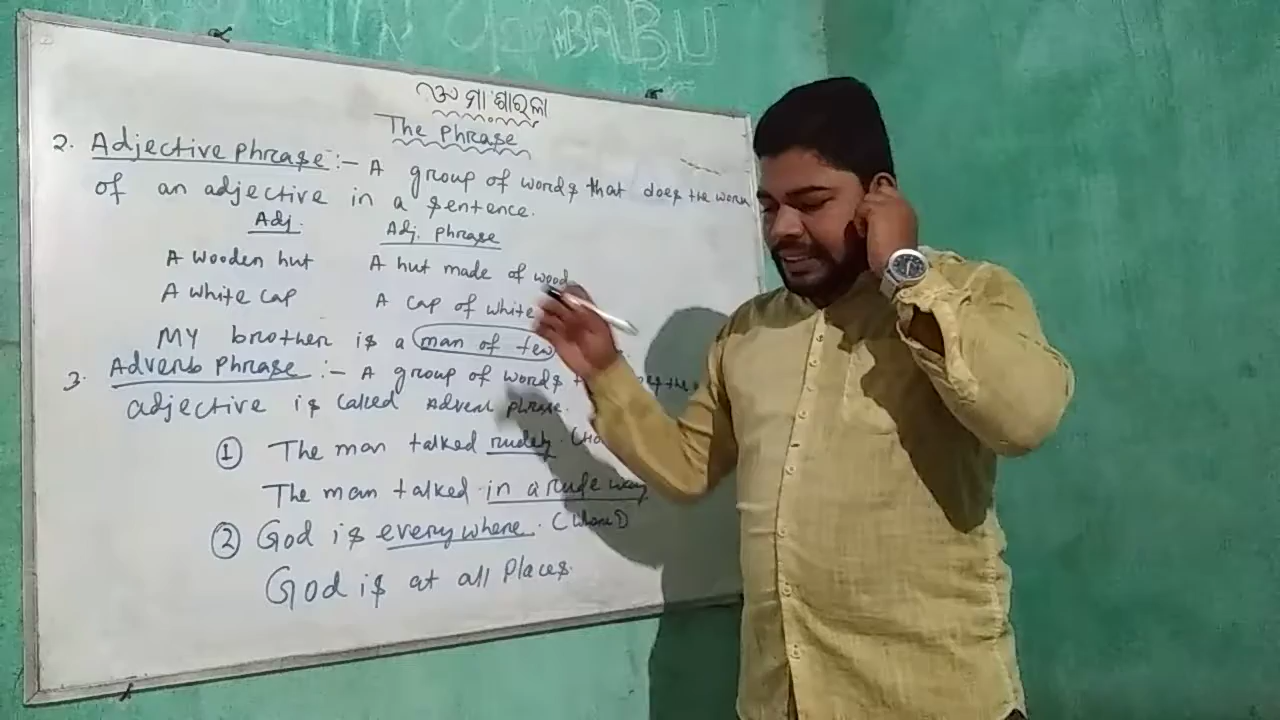 BABU
ଓଁ ମା ଶାରଳା
The Phrase
2. Adjective phrase :- A group of words that does the work
of an adjective in a sentence.
Adj. Adj. phrase
A wooden hut A hut made of wood
A white cap A cap of white
MY brother is a man of few
3. Adverb Phrase :- A group of words the
adjective is called Adverb phrase.
① The man talked rudely.
The man talked in a rude way
② God is everywhere. (Where)
God is at all Places.